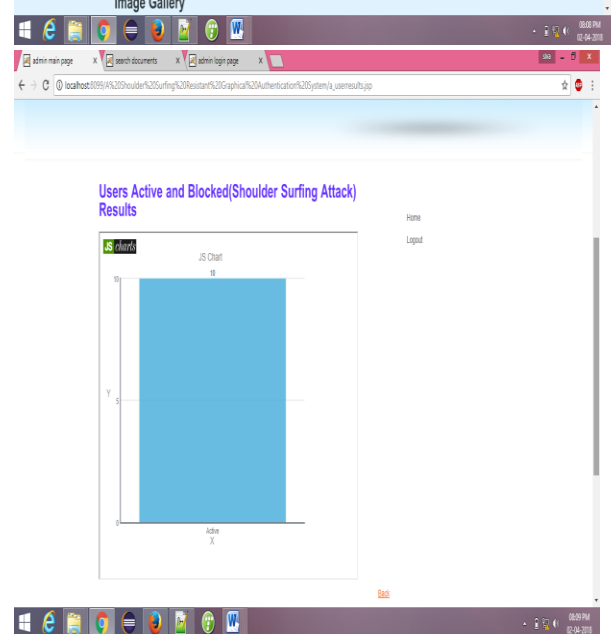 Image Gallery
08:08 PM
02-04-2018
admin main page
search documents
admin login page
localhost:8099/A%20Shoulder%20Surfing%20Resistant%20Graphical%20Authentication%20System/a_userresults.jsp
Users Active and Blocked(Shoulder Surfing Attack)
Results
Home
Logout
JS charts
JS Chart
10
10
Y
5
0
Active
X
Back
08:09 PM
02-04-2018